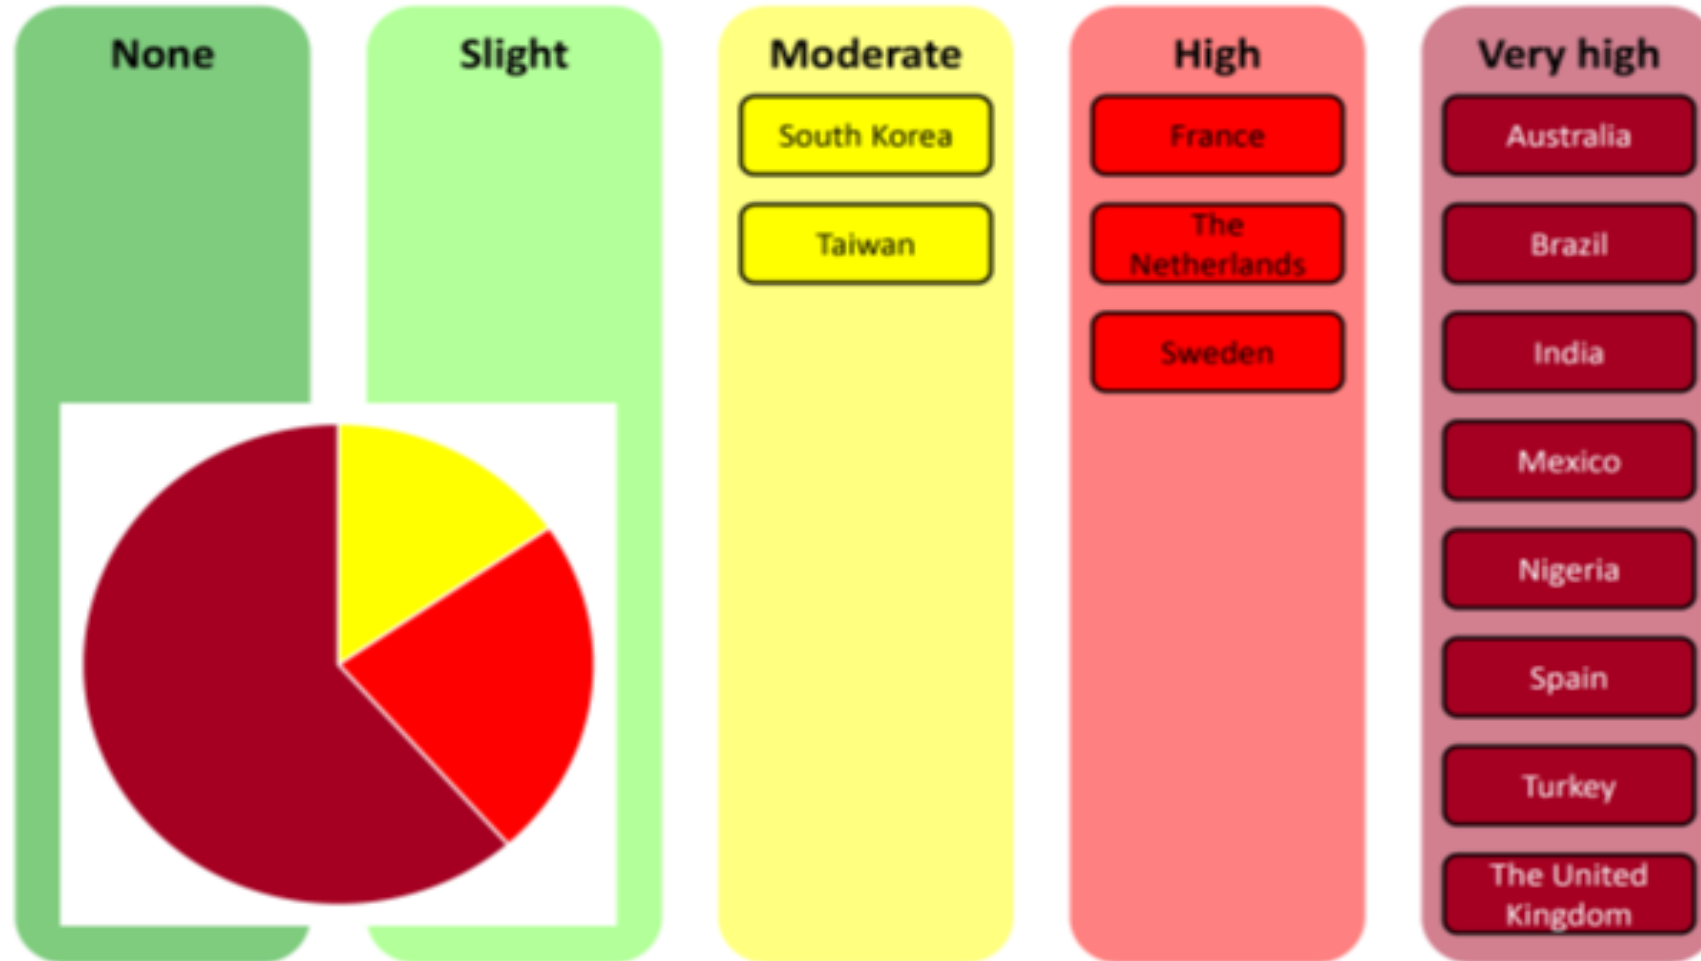 None
Slight
Moderate
South Korea
Taiwan
High
France
The
Netherlands
Sweden
Very high
Australia
Brazil
India
Mexico
Nigeria
Spain
Turkey
The United
Kingdom